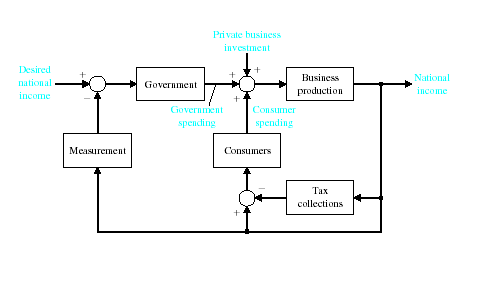 Private business
investment
Desired
national
income
+
−
Government
+
+
+
Business
production
National
income
Government
spending
Consumer
spending
Measurement
Consumers
−
+
Tax
collections